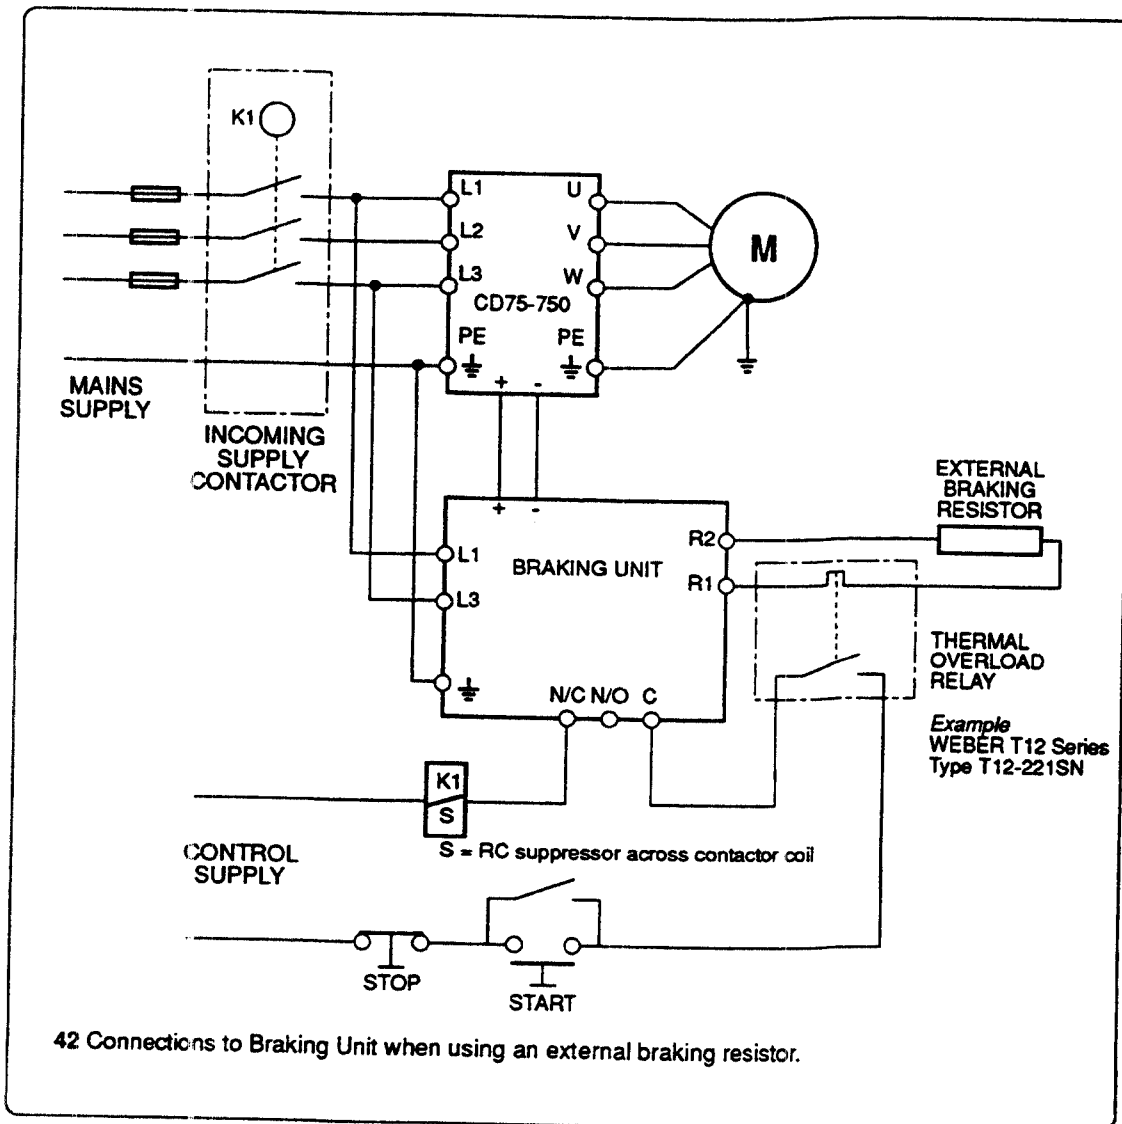 K1
L1
U
L2
V
L3
W
M
CD75-750
PE
PE
+ -
MAINS
SUPPLY
INCOMING
SUPPLY
CONTACTOR
+ -
EXTERNAL
BRAKING
RESISTOR
R2
L1
BRAKING UNIT
R1
L3
THERMAL
OVERLOAD
RELAY
N/C N/O C
Example
WEBER T12 Series
Type T12-221SN
K1
S
S = RC suppressor across contactor coil
CONTROL
SUPPLY
STOP
START
42 Connections to Braking Unit when using an external braking resistor.